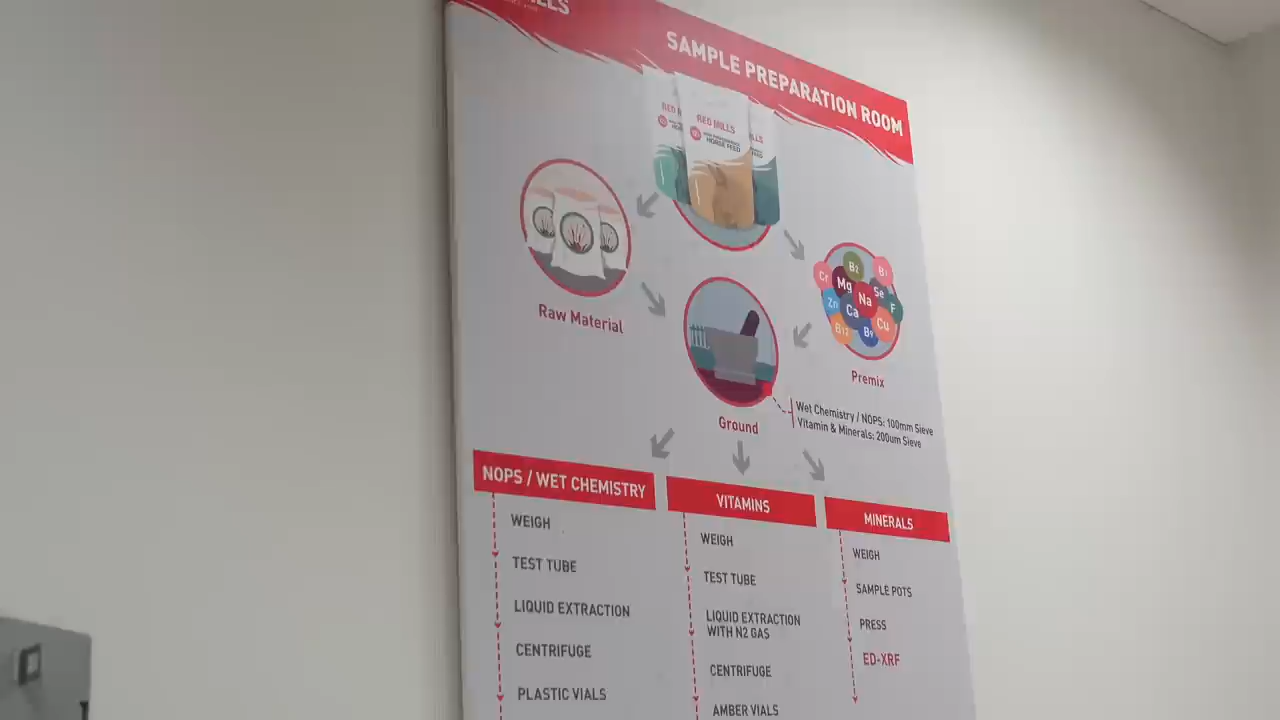 SAMPLE PREPARATION ROOM
RED MILLS
HORSE FEED
Raw Material
Cr
B2
B1
Mg
Se
Na
Zn
Ca
F
Cu
B12
B9
Premix
Ground
Wet Chemistry / NOPS: 100mm Sieve
Vitamin & Minerals: 200um Sieve
NOPS / WET CHEMISTRY
WEIGH
TEST TUBE
LIQUID EXTRACTION
CENTRIFUGE
PLASTIC VIALS
VITAMINS
WEIGH
TEST TUBE
LIQUID EXTRACTION
WITH N2 GAS
CENTRIFUGE
AMBER VIALS
MINERALS
WEIGH
SAMPLE POTS
PRESS
ED-XRF